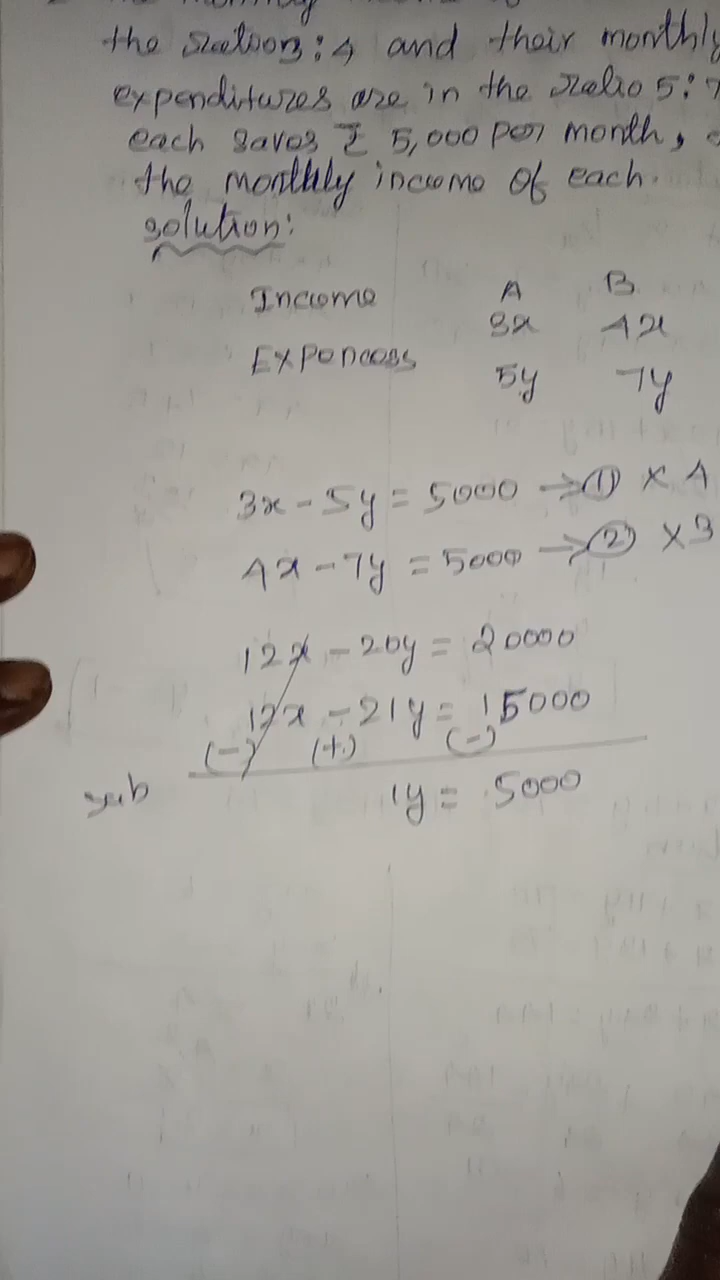 the ratio 3:4 and their monthly
expenditures are in the ratio 5:7
each saves ₹ 5,000 per month,
the monthly income of each.
solution:
A B
Income 3x 4x
Expencess 5y 7y
3x - 5y = 5000 → ① × 4
4x - 7y = 5000 → ② × 3
12x - 20y = 20000
12x - 21y = 15000
(-) (+) (-)
sub 1y = 5000